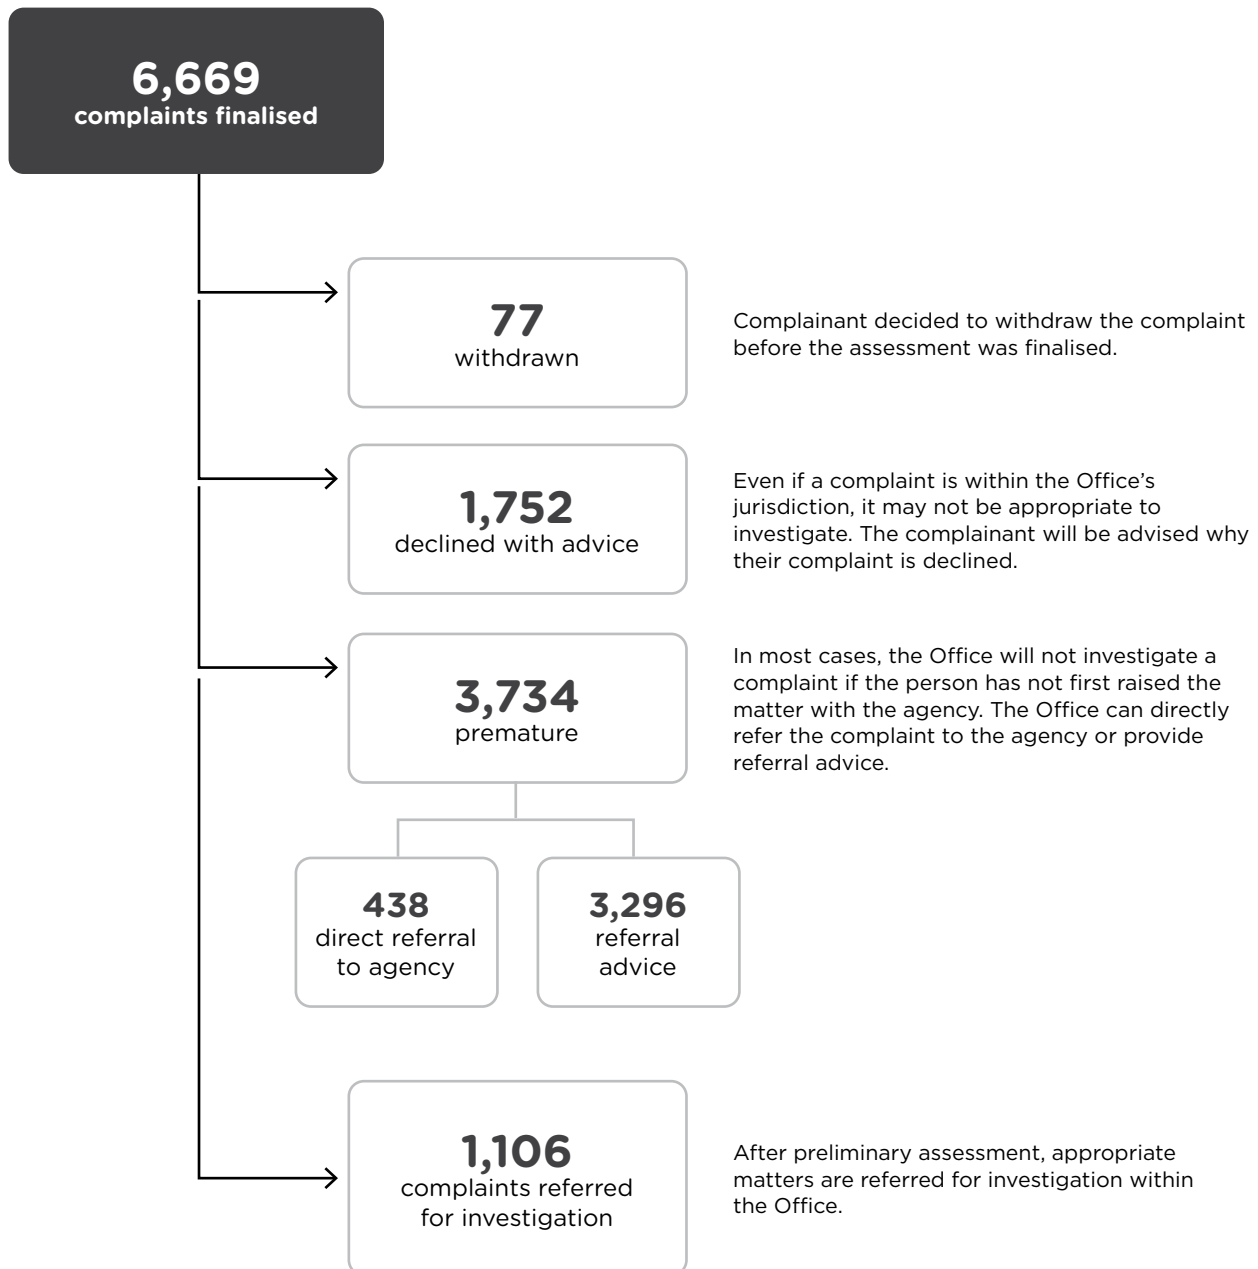 6,669
complaints finalised
77
withdrawn
Complainant decided to withdraw the complaint
before the assessment was finalised.
1,752
declined with advice
Even if a complaint is within the Office’s
jurisdiction, it may not be appropriate to
investigate. The complainant will be advised why
their complaint is declined.
3,734
premature
In most cases, the Office will not investigate a
complaint if the person has not first raised the
matter with the agency. The Office can directly
refer the complaint to the agency or provide
referral advice.
438
direct referral
to agency
3,296
referral
advice
1,106
complaints referred
for investigation
After preliminary assessment, appropriate
matters are referred for investigation within
the Office.